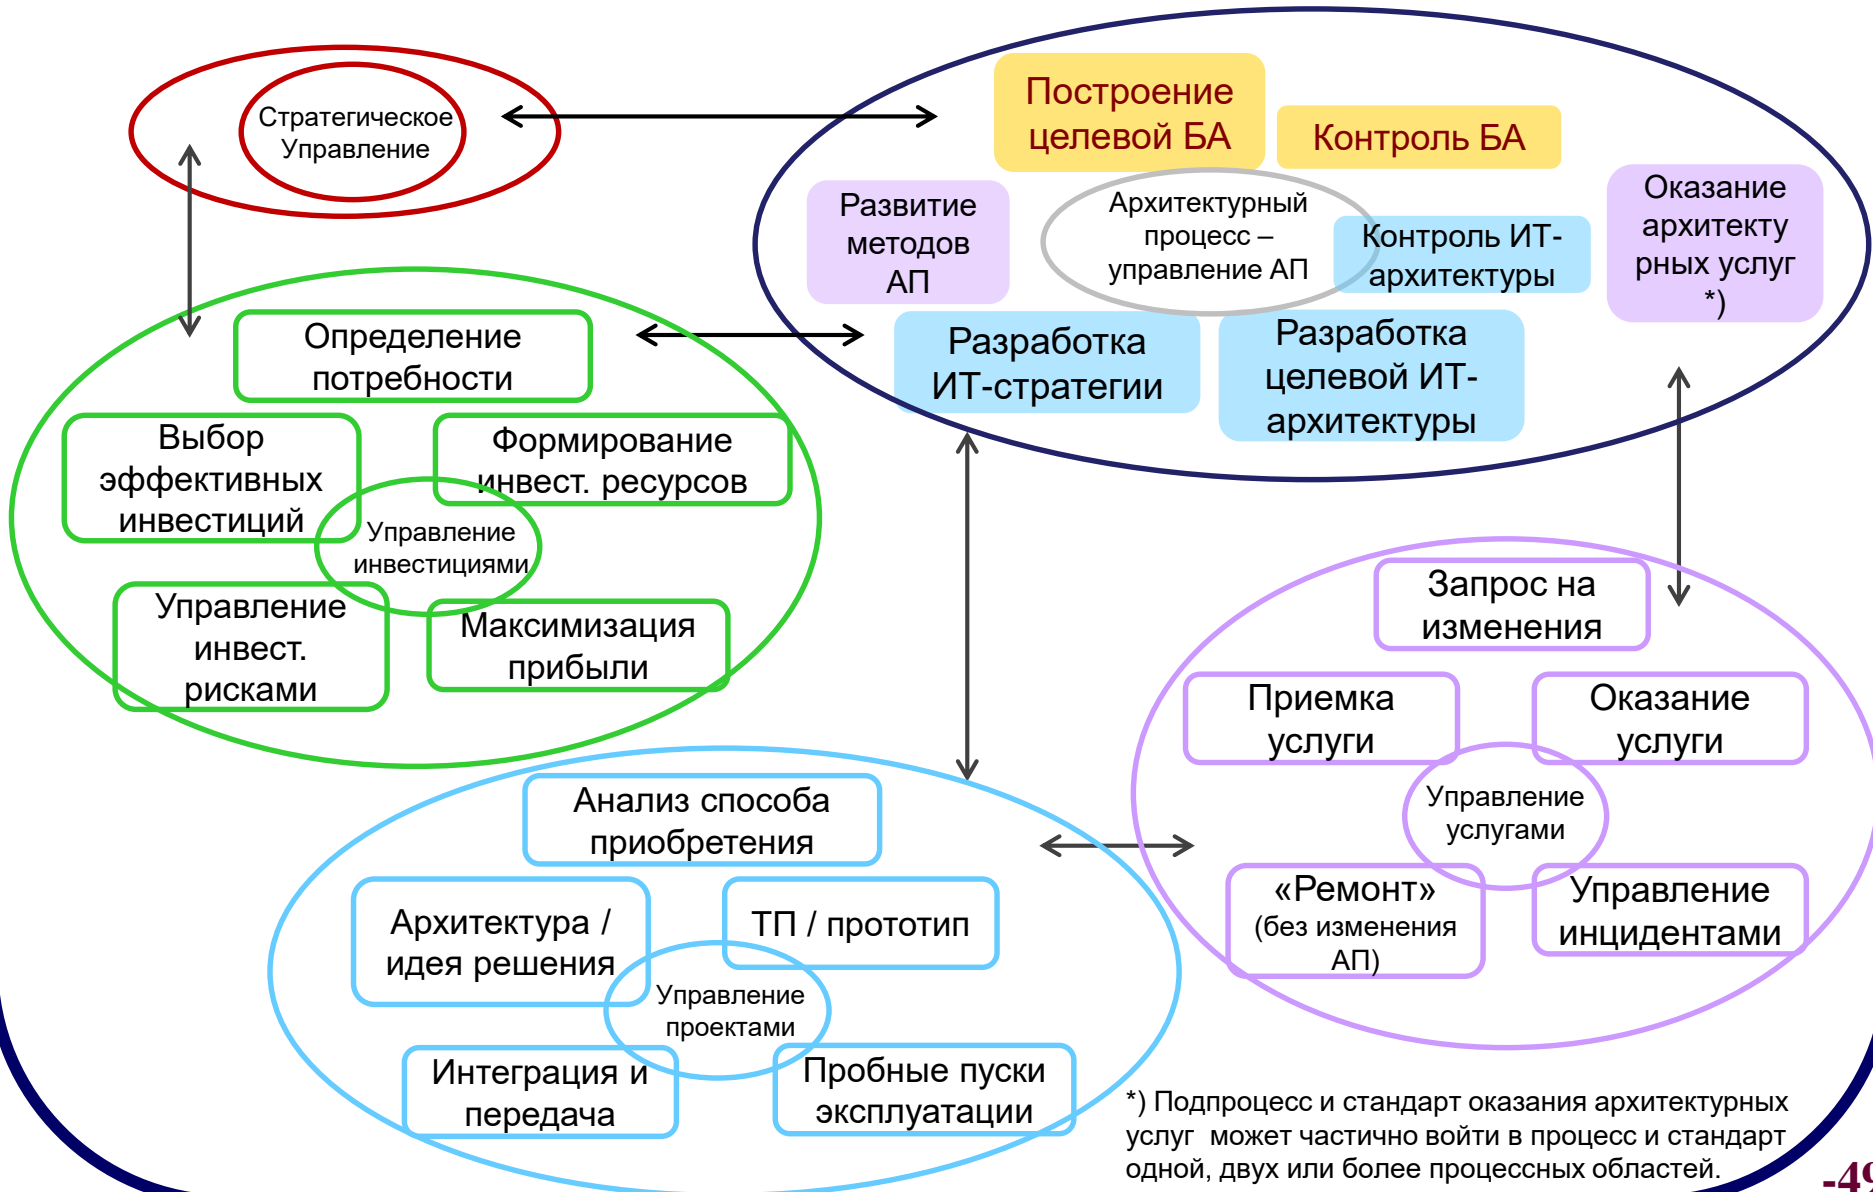 Стратегическое
Управление
Построение
целевой БА
Контроль БА
Развитие
методов
АП
Архитектурный
процесс –
управление АП
Контроль ИТ-
архитектуры
Оказание
архитекту
рных услуг
*)
Разработка
ИТ-стратегии
Разработка
целевой ИТ-
архитектуры
Определение
потребности
Выбор
эффективных
инвестиций
Формирование
инвест. ресурсов
Управление
инвестициями
Управление
инвест.
рисками
Максимизация
прибыли
Запрос на
изменения
Приемка
услуги
Оказание
услуги
Управление
услугами
«Ремонт»
(без изменения
АП)
Управление
инцидентами
Анализ способа
приобретения
Архитектура /
идея решения
ТП / прототип
Управление
проектами
Интеграция и
передача
Пробные пуски
эксплуатации
*) Подпроцесс и стандарт оказания архитектурных
услуг может частично войти в процесс и стандарт
одной, двух или более процессных областей.
-49